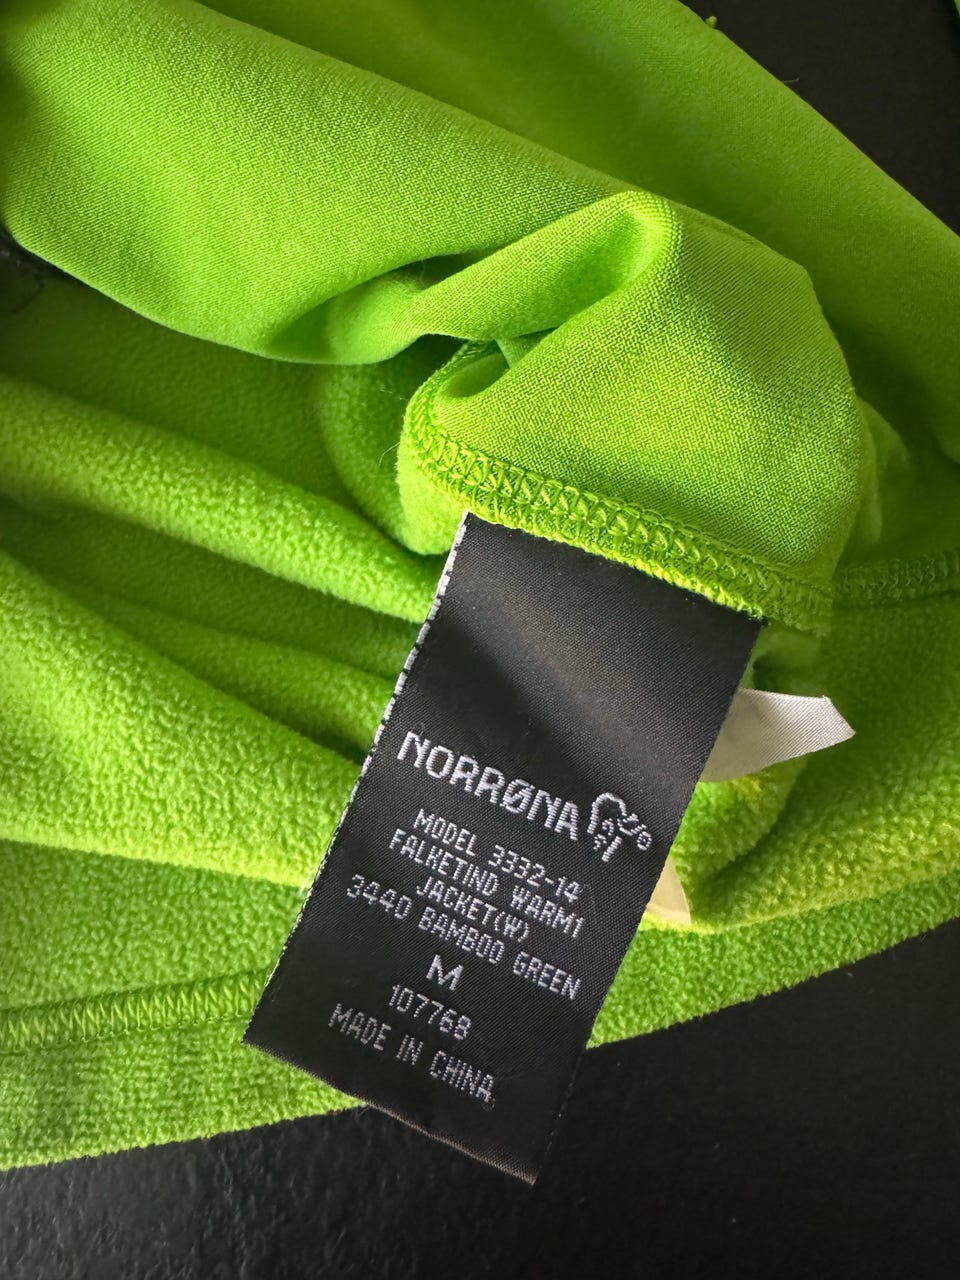 NORRØNA
MODEL 3332-14
FALKETIND WARM1
JACKET(W)
3440 BAMBOO GREEN
M
107768
MADE IN CHINA